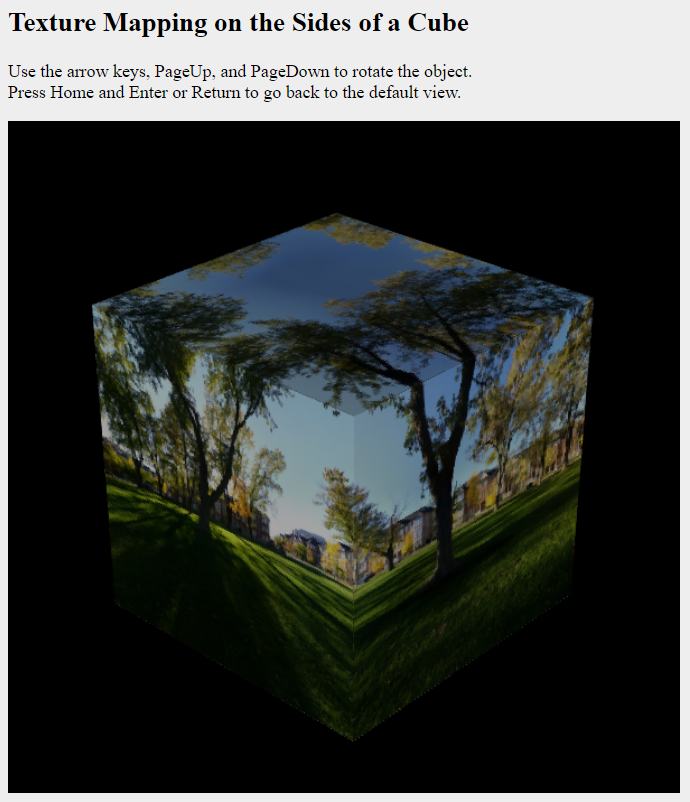 Texture Mapping on the Sides of a Cube
Use the arrow keys, PageUp, and PageDown to rotate the object.
Press Home and Enter or Return to go back to the default view.